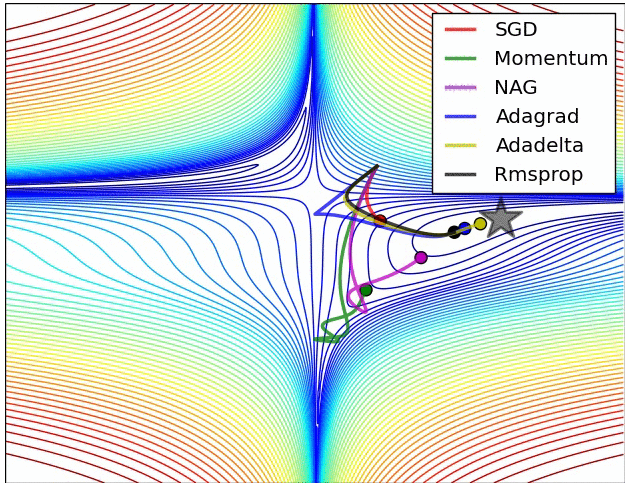 SGD
Momentum
NAG
Adagrad
Adadelta
Rmsprop